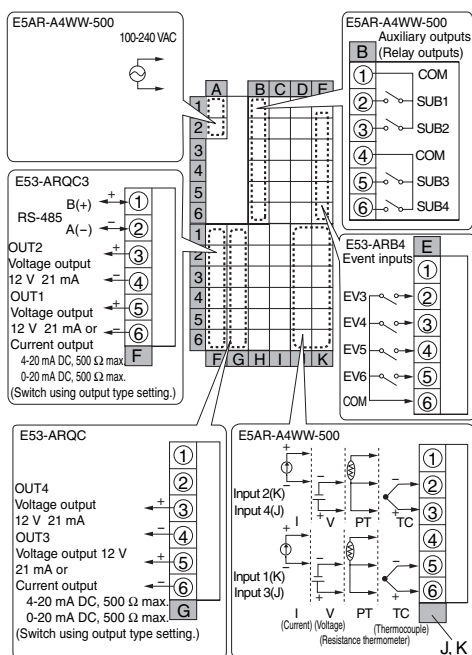 E5AR-A4WW-500
100-240 VAC
E5AR-A4WW-500
Auxiliary outputs
(Relay outputs)
B
1 COM
2 SUB1
3 SUB2
4 COM
5 SUB3
6 SUB4
A B C D E
1
2
3
4
5
6
1
2
3
4
5
6
F G H I J K
E53-ARQC3
RS-485
B(+) + 1
A(−) − 2
OUT2
Voltage output
12 V 21 mA
+ 3
− 4
OUT1
Voltage output
12 V 21 mA or
Current output
+ 5
− 6
4-20 mA DC, 500 Ω max.
0-20 mA DC, 500 Ω max.
(Switch using output type setting.)
F
E53-ARB4
Event inputs
E
1
EV3 2
EV4 3
EV5 4
EV6 5
COM 6
E53-ARQC
1
2
OUT4
Voltage output
12 V 21 mA
+ 3
− 4
OUT3
Voltage output 12 V
21 mA or
Current output
+ 5
− 6
4-20 mA DC, 500 Ω max.
0-20 mA DC, 500 Ω max.
(Switch using output type setting.)
G
E5AR-A4WW-500
Input 2(K)
Input 4(J)
+ − + −
I V PT TC
1
2
3
Input 1(K)
Input 3(J)
+ − + −
I V PT TC
4
5
6
(Current) (Voltage) (Thermocouple)
(Resistance thermometer)
J, K